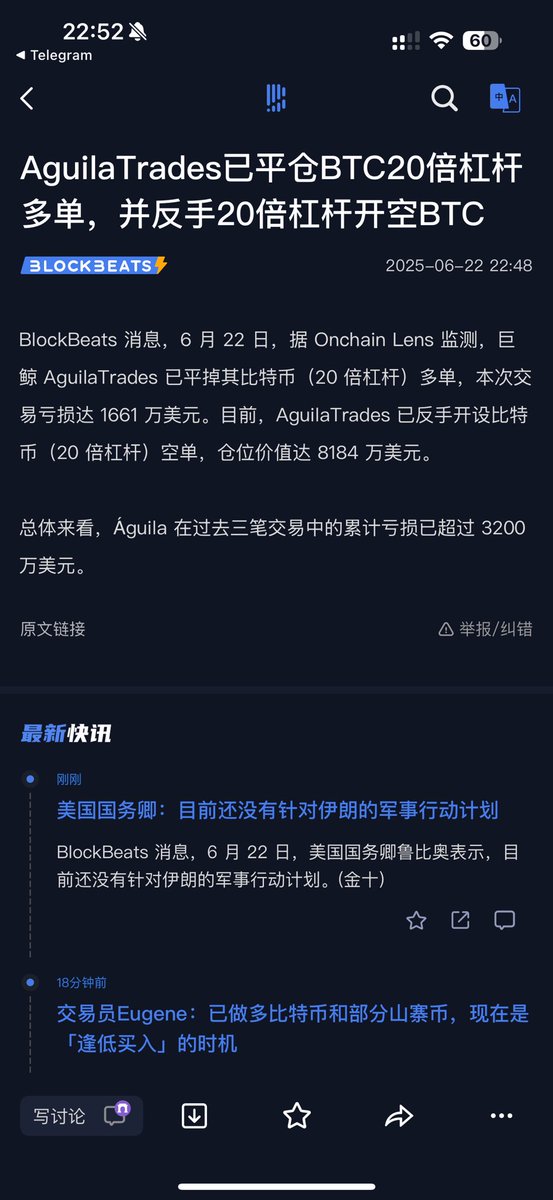 22:52
60
◀ Telegram
中 A
AguilaTrades已平仓BTC20倍杠杆
多单，并反手20倍杠杆开空BTC
BLOCKBEATS
2025-06-22 22:48
BlockBeats 消息，6 月 22 日，据 Onchain Lens 监测，巨
鲸 AguilaTrades 已平掉其比特币（20 倍杠杆）多单，本次交
易亏损达 1661 万美元。目前，AguilaTrades 已反手开设比特
币（20 倍杠杆）空单，仓位价值达 8184 万美元。
总体来看，Águila 在过去三笔交易中的累计亏损已超过 3200
万美元。
原文链接
举报/纠错
最新快讯
刚刚
美国国务卿：目前还没有针对伊朗的军事行动计划
BlockBeats 消息，6 月 22 日，美国国务卿鲁比奥表示，目
前还没有针对伊朗的军事行动计划。(金十)
18分钟前
交易员Eugene：已做多比特币和部分山寨币，现在是
「逢低买入」的时机
写讨论